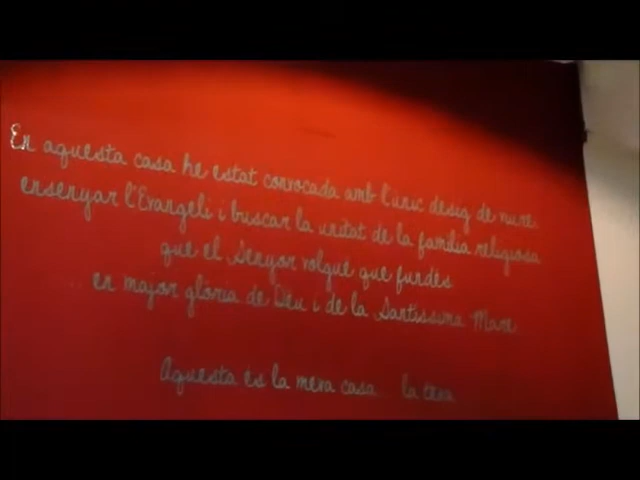 En aquesta casa he estat convocada amb l'únic desig de viure,
ensenyar l'Evangeli i buscar la unitat de la família religiosa
que el Senyor volgué que fundés
en major glòria de Déu i de la Santíssima Mare
Aquesta és la meva casa la teva